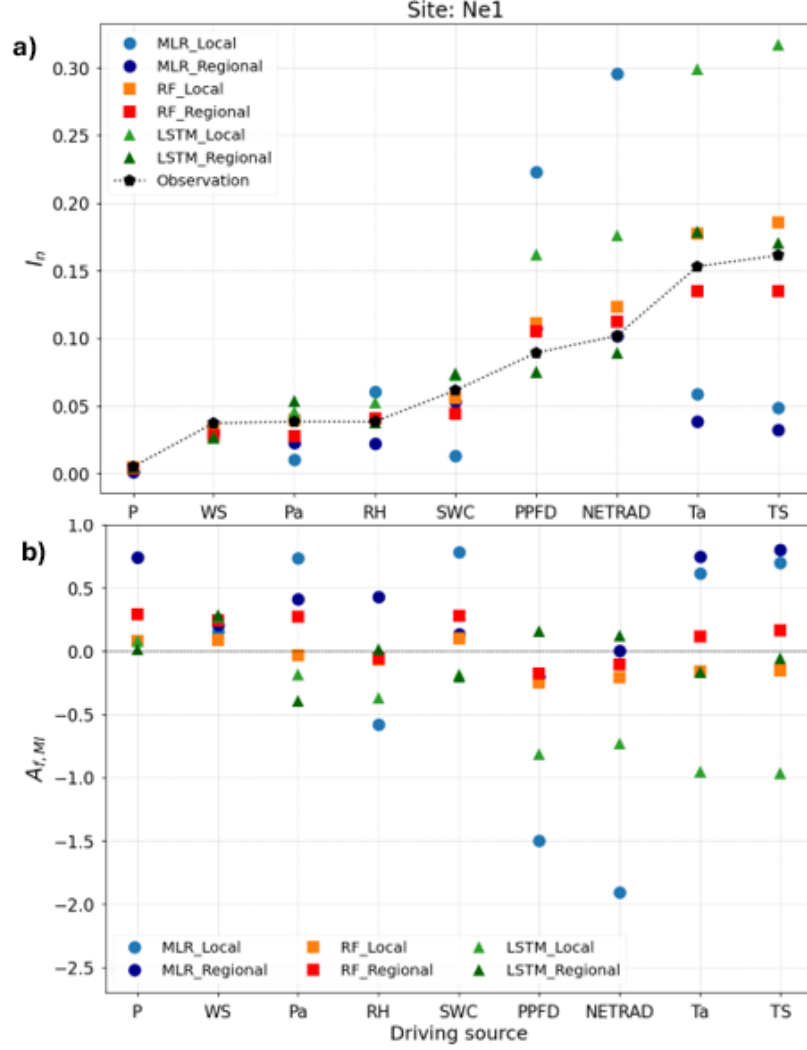 Site: Ne1
a)
MLR_Local
MLR_Regional
RF_Local
RF_Regional
LSTM_Local
LSTM_Regional
Observation
0.30
0.25
0.20
0.15
0.10
0.05
0.00
I_n
P WS Pa RH SWC PPFD NETRAD Ta TS
b)
1.0
0.5
0.0
−0.5
−1.0
−1.5
−2.0
−2.5
A_{f,MI}
MLR_Local RF_Local LSTM_Local
MLR_Regional RF_Regional LSTM_Regional
P WS Pa RH SWC PPFD NETRAD Ta TS
Driving source